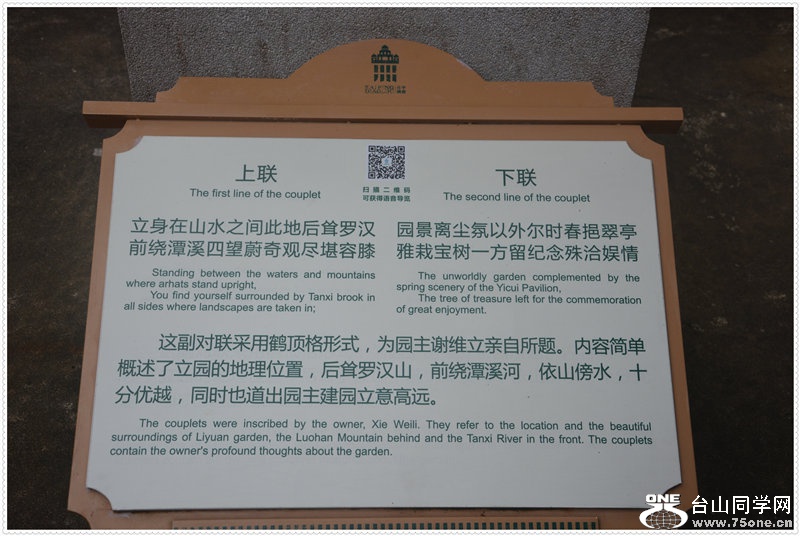 上联
The first line of the couplet
扫描二维码
可获得语音导览
下联
The second line of the couplet
立身在山水之间此地后耸罗汉
前绕潭溪四望蔚奇观尽堪容膝
园景离尘氛以外尔时春挹翠亭
雅栽宝树一方留纪念殊洽娱情
Standing between the waters and mountains
where arhats stand upright,
You find yourself surrounded by Tanxi brook in
all sides where landscapes are taken in;
The unworldly garden complemented by the
spring scenery of the Yicui Pavilion,
The tree of treasure left for the commemoration
of great enjoyment.
这副对联采用鹤顶格形式，为园主谢维立亲自所题。内容简单
概述了立园的地理位置，后耸罗汉山，前绕潭溪河，依山傍水，十
分优越，同时也道出园主建园立意高远。
The couplets were inscribed by the owner, Xie Weili. They refer to the location and the beautiful
surroundings of Liyuan garden, the Luohan Mountain behind and the Tanxi River in the front. The couplets
contain the owner's profound thoughts about the garden.
ONE
台山同学网
www.75one.cn